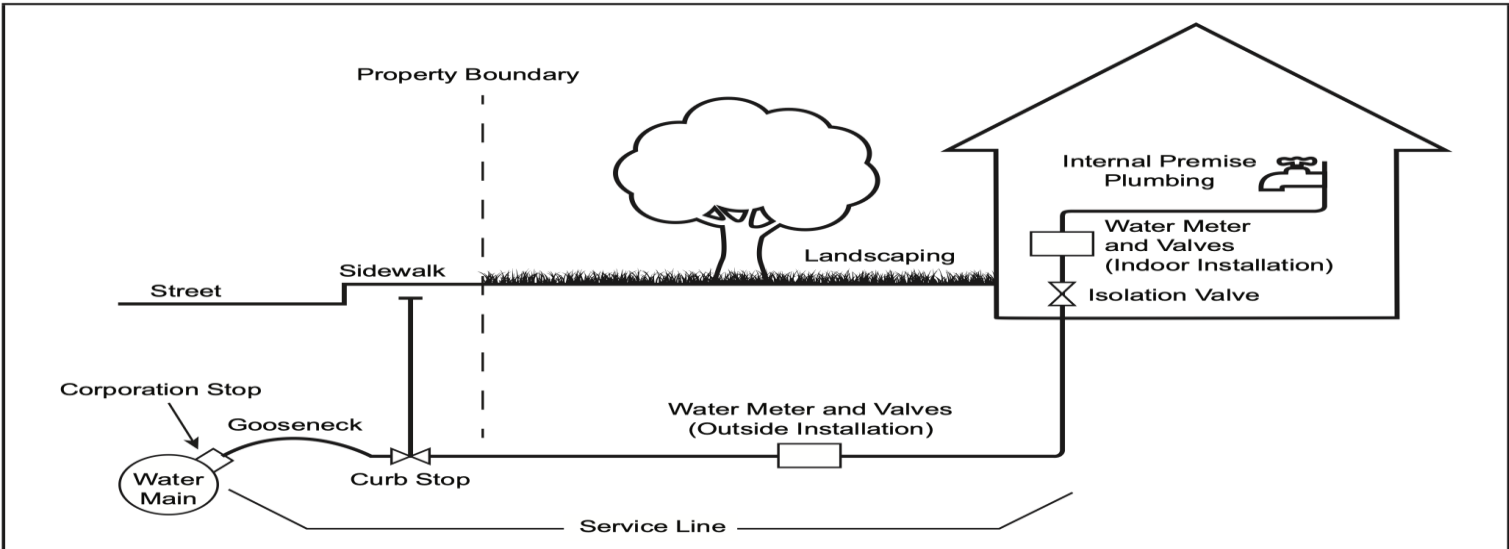 Property Boundary
Internal Premise
Plumbing
Water Meter
and Valves
(Indoor Installation)
Landscaping
Sidewalk
Street
Isolation Valve
Corporation Stop
Gooseneck
Water Meter and Valves
(Outside Installation)
Water
Main
Curb Stop
Service Line